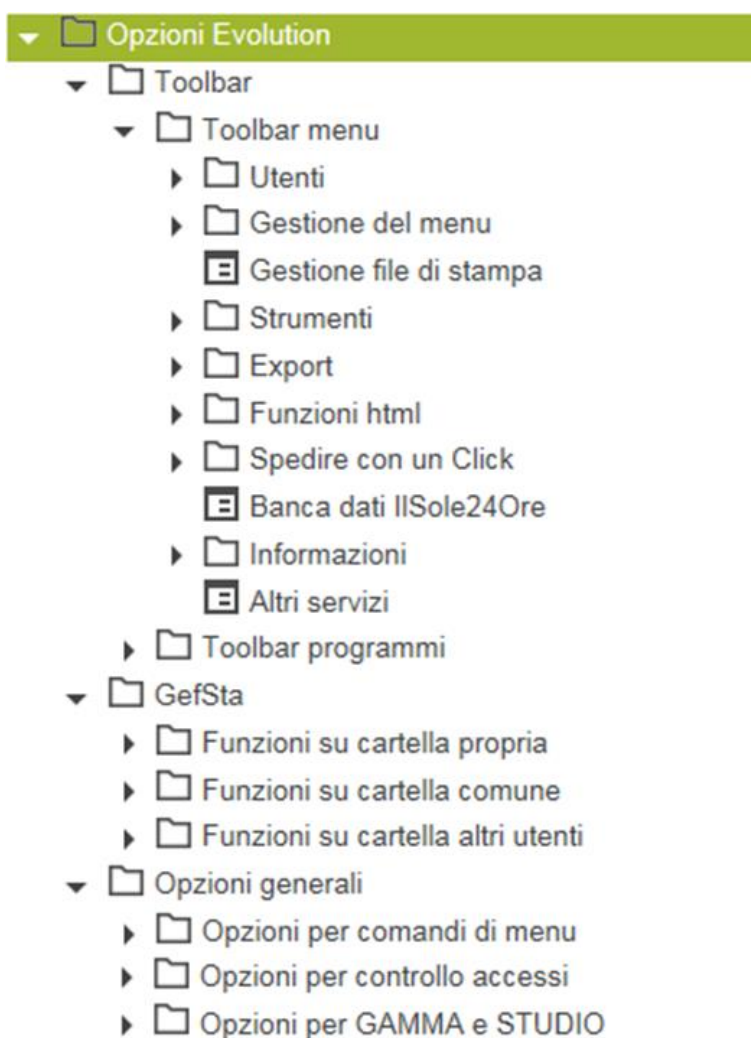 Opzioni Evolution
Toolbar
Toolbar menu
Utenti
Gestione del menu
Gestione file di stampa
Strumenti
Export
Funzioni html
Spedire con un Click
Banca dati IlSole24Ore
Informazioni
Altri servizi
Toolbar programmi
GefSta
Funzioni su cartella propria
Funzioni su cartella comune
Funzioni su cartella altri utenti
Opzioni generali
Opzioni per comandi di menu
Opzioni per controllo accessi
Opzioni per GAMMA e STUDIO